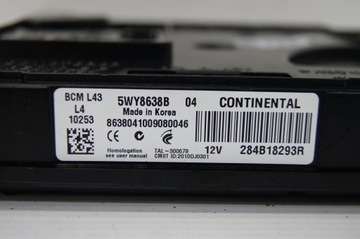 BCM L43 5WY8638B 04 CONTINENTAL
L4 Made in Korea
10253 8638041009080046
Homologation TAL-300679 12V 284B18293R
see user manual CMIIT ID:2010DJ0301